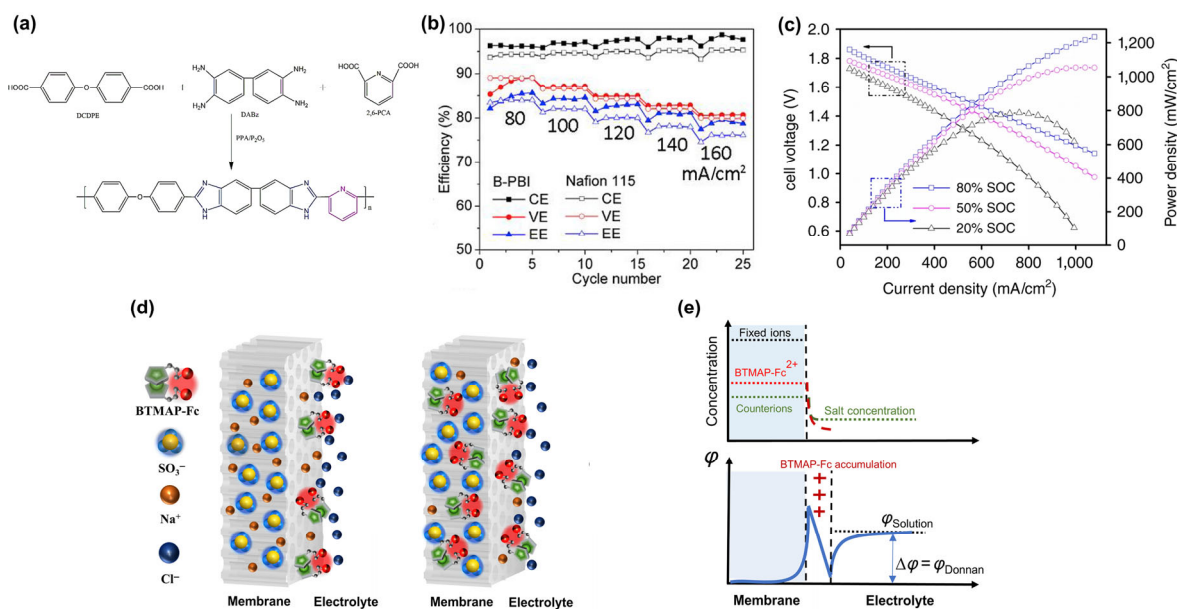 (a)
HOOC
COOH
DCDPE
+
H₂N
NH₂
H₂N
NH₂
DABz
+
HOOC
COOH
N
2,6-PCA
PPA/P₂O₅
N
N
N
N
H
N
H
n
(b)
100
95
90
85
80
75
70
65
60
55
50
Efficiency (%)
80
100
120
140
160
mA/cm²
B-PBI
Nafion 115
CE
CE
VE
VE
EE
EE
0
5
10
15
20
25
Cycle number
(c)
2.0
1.8
1.6
1.4
1.2
1.0
0.8
0.6
cell voltage (V)
1,200
1,000
800
600
400
200
0
Power density (mW/cm²)
80% SOC
50% SOC
20% SOC
0
200
400
600
800
1,000
Current density (mA/cm²)
(d)
BTMAP-Fc
SO₃⁻
Na⁺
Cl⁻
Membrane Electrolyte
Membrane Electrolyte
(e)
Concentration
Fixed ions
BTMAP-Fc²⁺
Counterions
Salt concentration
φ
BTMAP-Fc accumulation
+
+ +
+ +
φSolution
Δφ = φDonnan
Membrane
Electrolyte